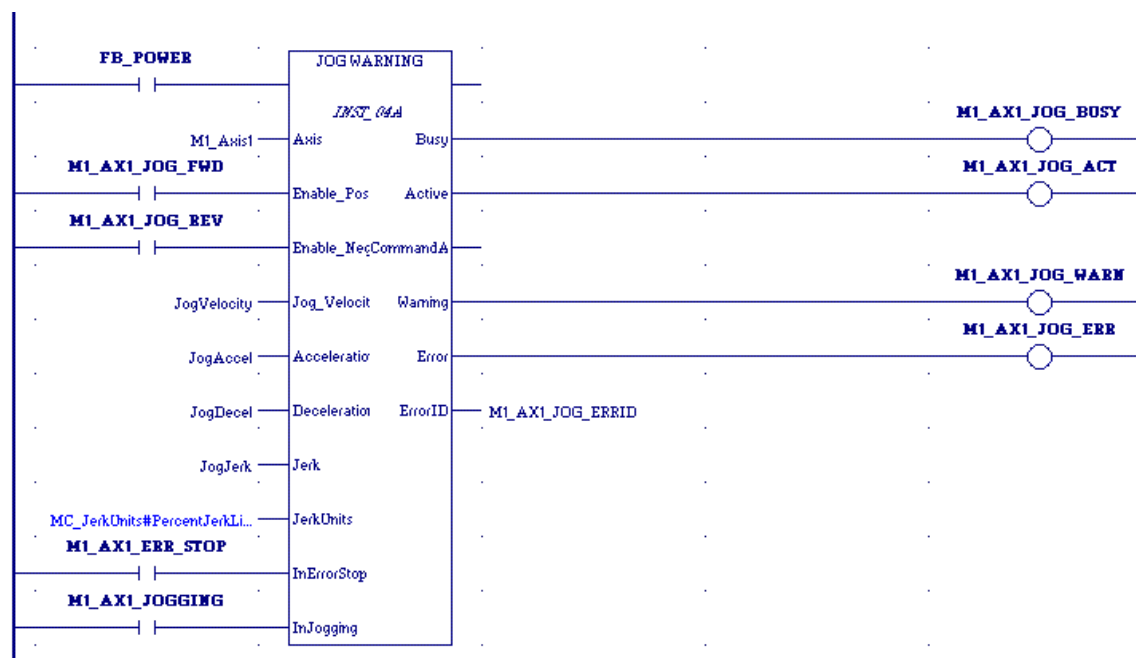 FB_POWER
JOG WARNING
INST_04A
M1_Axis1 Axis Busy M1_AX1_JOG_BUSY
M1_AX1_JOG_FWD M1_AX1_JOG_ACT
Enable_Pos Active
M1_AX1_JOG_REV
Enable_NegCommandA
M1_AX1_JOG_WARN
JogVelocity Jog_Velocit Warning
M1_AX1_JOG_ERR
JogAccel Acceleratio Error
JogDecel Deceleration ErrorID M1_AX1_JOG_ERRID
JogJerk Jerk
MC_JerkUnits#PercentJerkLi... JerkUnits
M1_AX1_ERR_STOP
InErrorStop
M1_AX1_JOGGING
InJogging